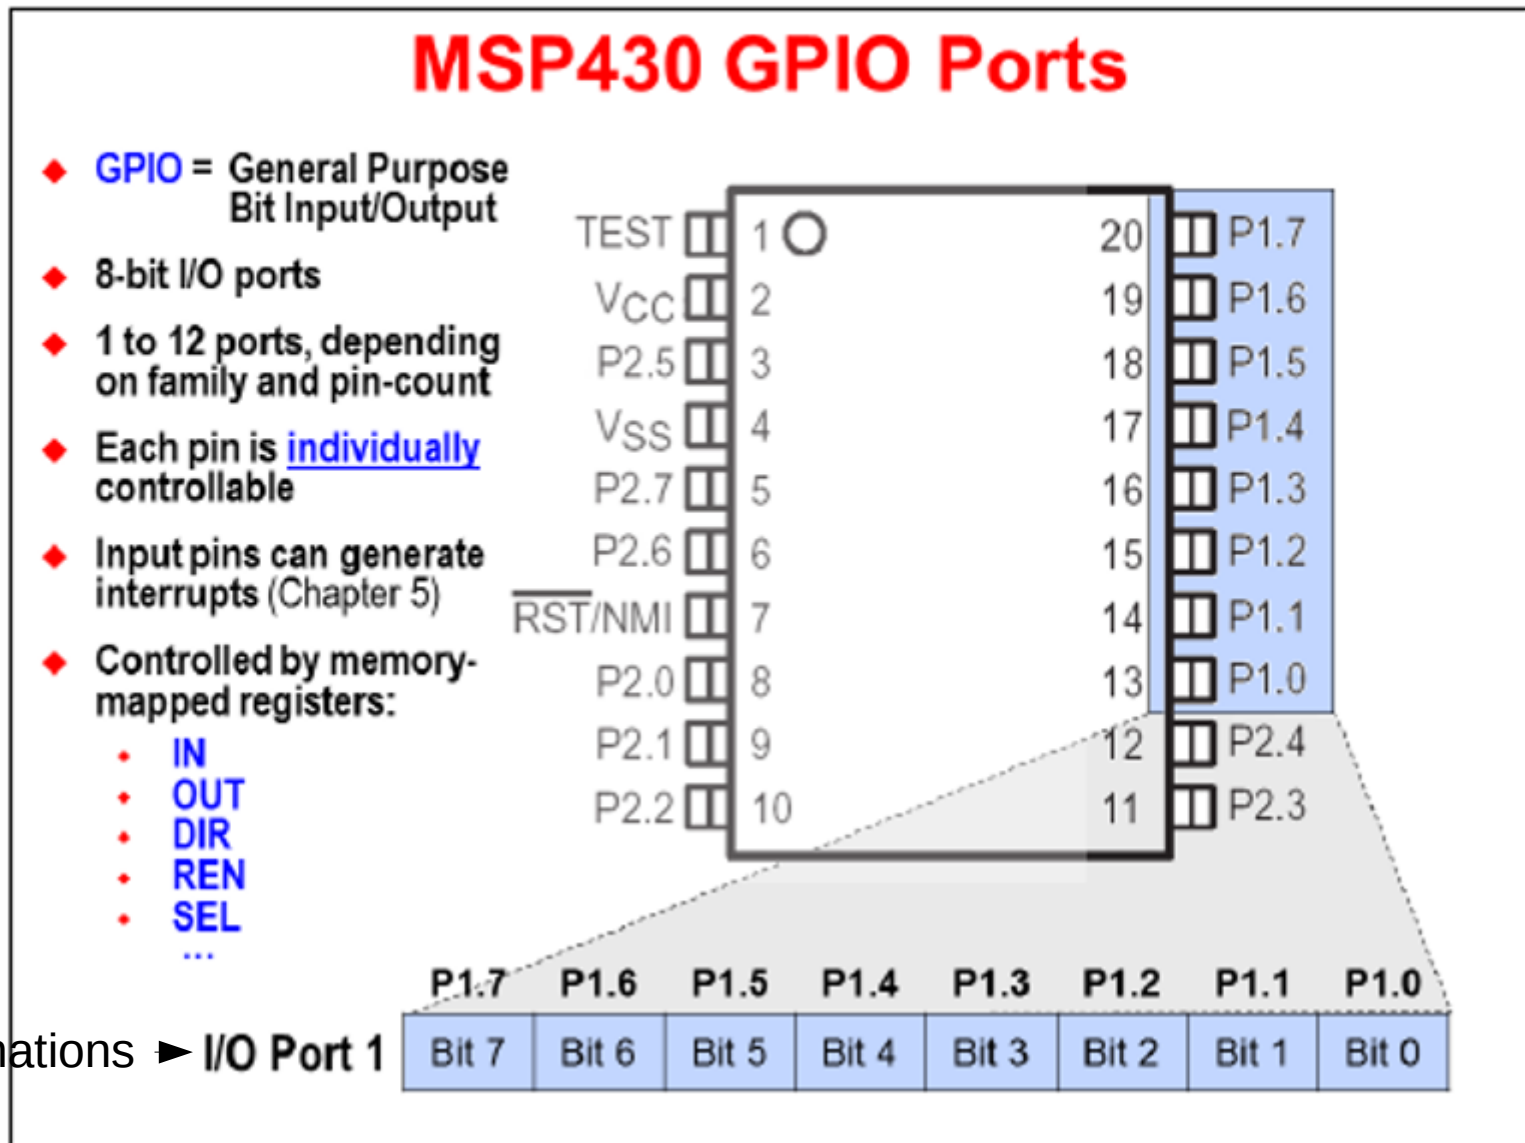 MSP430 GPIO Ports
GPIO = General Purpose
Bit Input/Output
8-bit I/O ports
1 to 12 ports, depending
on family and pin-count
Each pin is individually
controllable
Input pins can generate
interrupts (Chapter 5)
Controlled by memory-
mapped registers:
IN
OUT
DIR
REN
SEL
...
TEST 1 20 P1.7
VCC 2 19 P1.6
P2.5 3 18 P1.5
VSS 4 17 P1.4
P2.7 5 16 P1.3
P2.6 6 15 P1.2
RST/NMI 7 14 P1.1
P2.0 8 13 P1.0
P2.1 9 12 P2.4
P2.2 10 11 P2.3
P1.7 P1.6 P1.5 P1.4 P1.3 P1.2 P1.1 P1.0
I/O Port 1 Bit 7 Bit 6 Bit 5 Bit 4 Bit 3 Bit 2 Bit 1 Bit 0